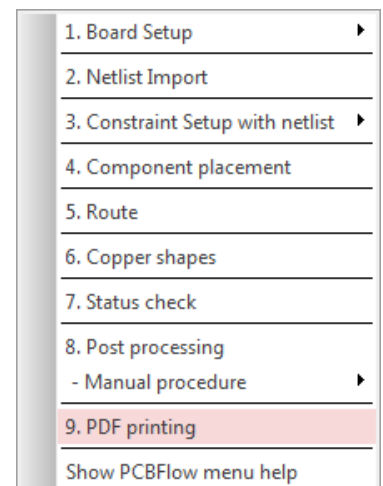 1. Board Setup
2. Netlist Import
3. Constraint Setup with netlist
4. Component placement
5. Route
6. Copper shapes
7. Status check
8. Post processing
- Manual procedure
9. PDF printing
Show PCBFlow menu help